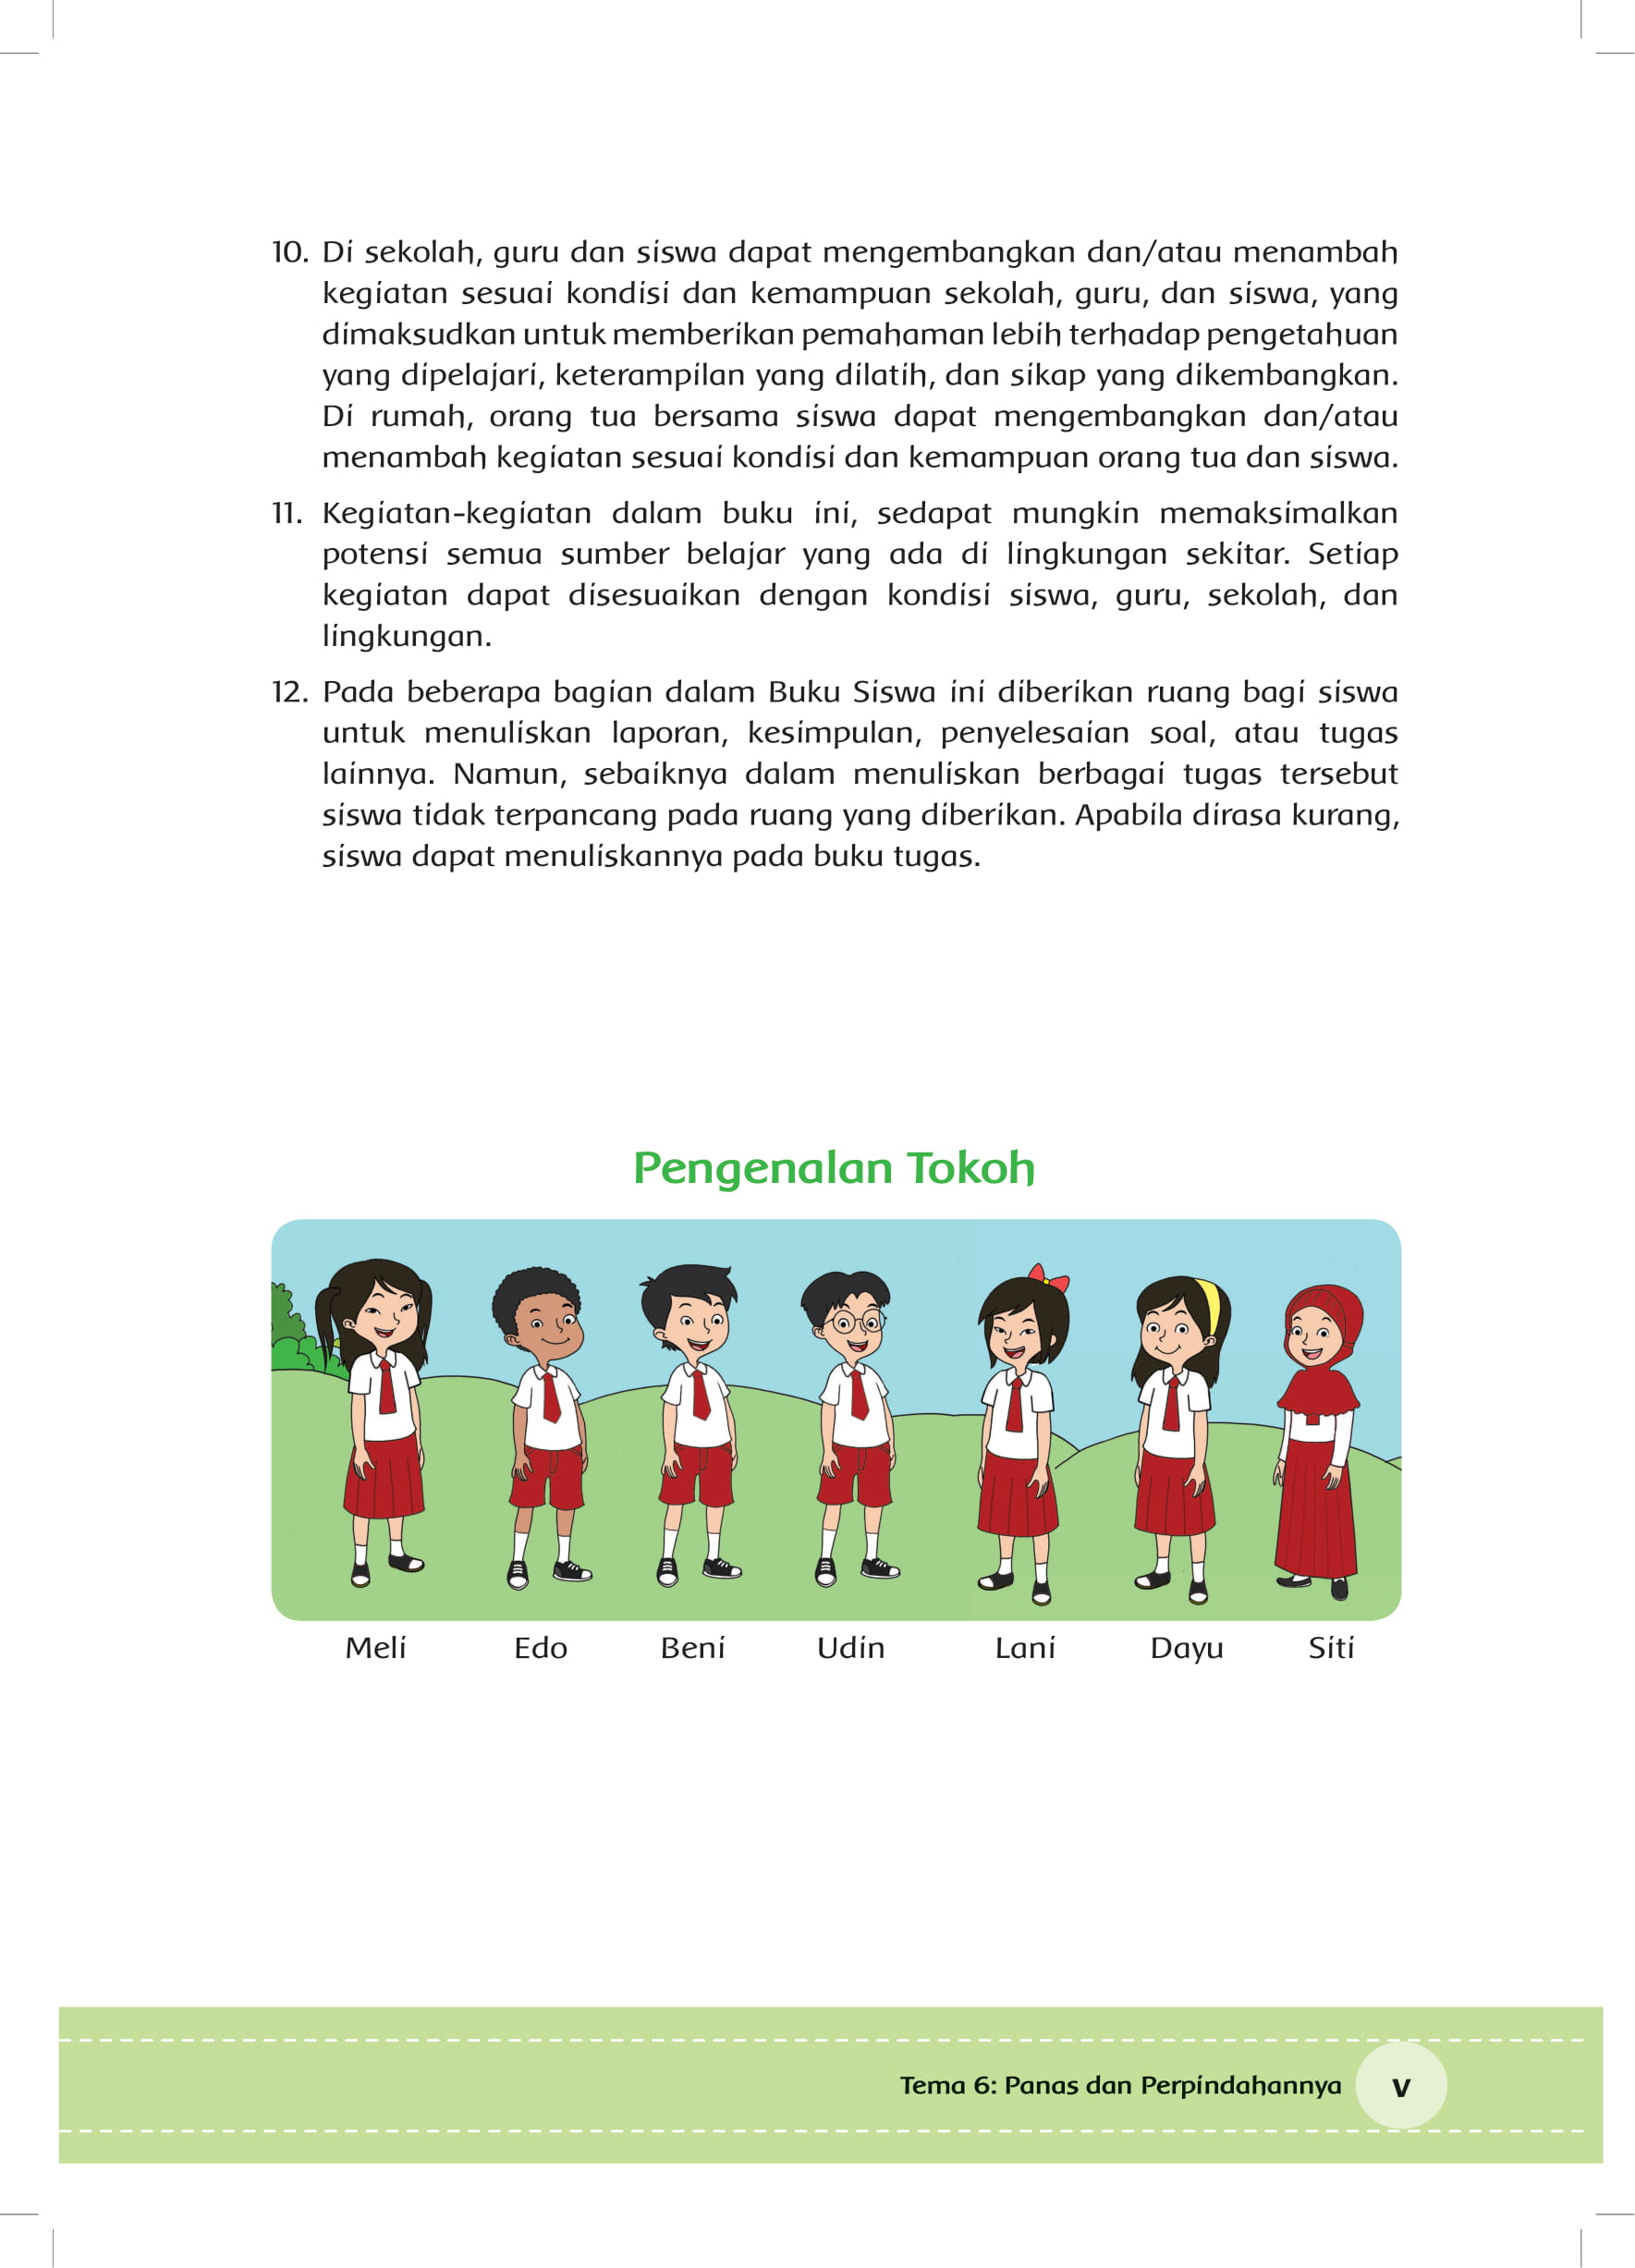 10. Di sekolah, guru dan siswa dapat mengembangkan dan/atau menambah
kegiatan sesuai kondisi dan kemampuan sekolah, guru, dan siswa, yang
dimaksudkan untuk memberikan pemahaman lebih terhadap pengetahuan
yang dipelajari, keterampilan yang dilatih, dan sikap yang dikembangkan.
Di rumah, orang tua bersama siswa dapat mengembangkan dan/atau
menambah kegiatan sesuai kondisi dan kemampuan orang tua dan siswa.
11. Kegiatan-kegiatan dalam buku ini, sedapat mungkin memaksimalkan
potensi semua sumber belajar yang ada di lingkungan sekitar. Setiap
kegiatan dapat disesuaikan dengan kondisi siswa, guru, sekolah, dan
lingkungan.
12. Pada beberapa bagian dalam Buku Siswa ini diberikan ruang bagi siswa
untuk menuliskan laporan, kesimpulan, penyelesaian soal, atau tugas
lainnya. Namun, sebaiknya dalam menuliskan berbagai tugas tersebut
siswa tidak terpancang pada ruang yang diberikan. Apabila dirasa kurang,
siswa dapat menuliskannya pada buku tugas.
Pengenalan Tokoh
Meli Edo Beni Udin Lani Dayu Siti
Tema 6: Panas dan Perpindahannya v